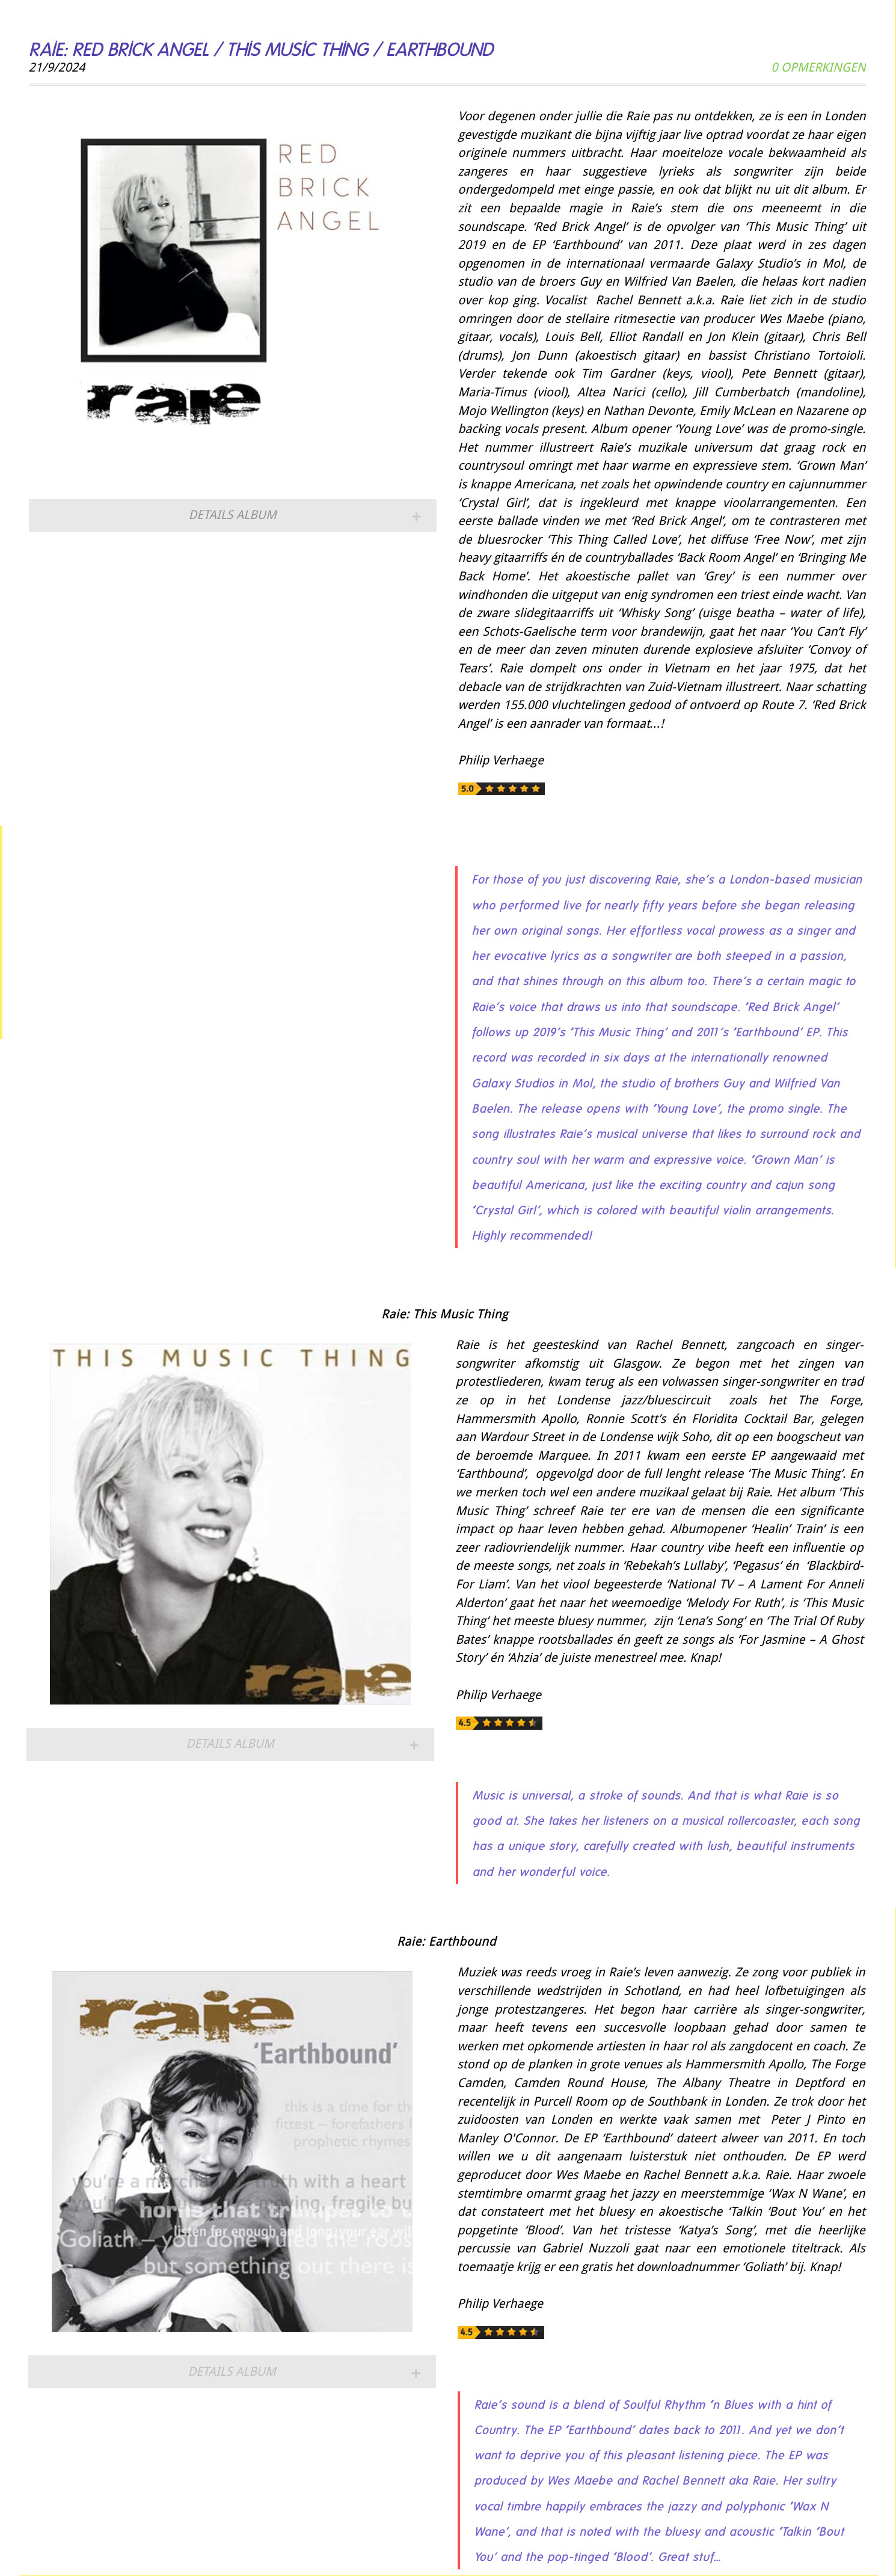 RAIE: RED BRICK ANGEL / THIS MUSIC THING / EARTHBOUND
21/9/2024
0 OPMERKINGEN
RED
BRICK
ANGEL
raie
DETAILS ALBUM
+
Voor degenen onder jullie die Raie pas nu ontdekken, ze is een in Londen
gevestigde muzikant die bijna vijftig jaar live optrad voordat ze haar eigen
originele nummers uitbracht. Haar moeiteloze vocale bekwaamheid als
zangeres en haar suggestieve lyrieks als songwriter zijn beide
ondergedompeld met einge passie, en ook dat blijkt nu uit dit album. Er
zit een bepaalde magie in Raie’s stem die ons meeneemt in die
soundscape. ‘Red Brick Angel’ is de opvolger van ‘This Music Thing’ uit
2019 en de EP ‘Earthbound’ van 2011. Deze plaat werd in zes dagen
opgenomen in de internationaal vermaarde Galaxy Studio’s in Mol, de
studio van de broers Guy en Wilfried Van Baelen, die helaas kort nadien
over kop ging. Vocalist Rachel Bennett a.k.a. Raie liet zich in de studio
omringen door de stellaire ritmesectie van producer Wes Maebe (piano,
gitaar, vocals), Louis Bell, Elliot Randall en Jon Klein (gitaar), Chris Bell
(drums), Jon Dunn (akoestisch gitaar) en bassist Christiano Tortoioli.
Verder tekende ook Tim Gardner (keys, viool), Pete Bennett (gitaar),
Maria-Timus (viool), Altea Narici (cello), Jill Cumberbatch (mandoline),
Mojo Wellington (keys) en Nathan Devonte, Emily McLean en Nazarene op
backing vocals present. Album opener ‘Young Love’ was de promo-single.
Het nummer illustreert Raie’s muzikale universum dat graag rock en
countrysoul omringt met haar warme en expressieve stem. ‘Grown Man’
is knappe Americana, net zoals het opwindende country en cajunnummer
‘Crystal Girl’, dat is ingekleurd met knappe vioolarrangementen. Een
eerste ballade vinden we met ‘Red Brick Angel’, om te contrasteren met
de bluesrocker ‘This Thing Called Love’, het diffuse ‘Free Now’, met zijn
heavy gitaarriffs én de countryballades ‘Back Room Angel’ en ‘Bringing Me
Back Home’. Het akoestische pallet van ‘Grey’ is een nummer over
windhonden die uitgeput van enig syndromen een triest einde wacht. Van
de zware slidegitaarriffs uit ‘Whisky Song’ (uisge beatha – water of life),
een Schots-Gaelische term voor brandewijn, gaat het naar ‘You Can’t Fly’
en de meer dan zeven minuten durende explosieve afsluiter ‘Convoy of
Tears’. Raie dompelt ons onder in Vietnam en het jaar 1975, dat het
debacle van de strijdkrachten van Zuid-Vietnam illustreert. Naar schatting
werden 155.000 vluchtelingen gedood of ontvoerd op Route 7. ‘Red Brick
Angel’ is een aanrader van formaat…!
Philip Verhaege
5.0
For those of you just discovering Raie, she’s a London-based musician
who performed live for nearly fifty years before she began releasing
her own original songs. Her effortless vocal prowess as a singer and
her evocative lyrics as a songwriter are both steeped in a passion,
and that shines through on this album too. There’s a certain magic to
Raie’s voice that draws us into that soundscape. ‘Red Brick Angel’
follows up 2019’s ‘This Music Thing’ and 2011’s ‘Earthbound’ EP. This
record was recorded in six days at the internationally renowned
Galaxy Studios in Mol, the studio of brothers Guy and Wilfried Van
Baelen. The release opens with ‘Young Love’, the promo single. The
song illustrates Raie’s musical universe that likes to surround rock and
country soul with her warm and expressive voice. ‘Grown Man’ is
beautiful Americana, just like the exciting country and cajun song
‘Crystal Girl’, which is colored with beautiful violin arrangements.
Highly recommended!
Raie: This Music Thing
THIS MUSIC THING
raie
DETAILS ALBUM
+
Raie is het geesteskind van Rachel Bennett, zangcoach en singer-
songwriter afkomstig uit Glasgow. Ze begon met het zingen van
protestliederen, kwam terug als een volwassen singer-songwriter en trad
ze op in het Londense jazz/bluescircuit zoals het The Forge,
Hammersmith Apollo, Ronnie Scott’s én Floridita Cocktail Bar, gelegen
aan Wardour Street in de Londense wijk Soho, dit op een boogscheut van
de beroemde Marquee. In 2011 kwam een eerste EP aangewaaid met
‘Earthbound’, opgevolgd door de full lenght release ‘The Music Thing’. En
we merken toch wel een andere muzikaal gelaat bij Raie. Het album ‘This
Music Thing’ schreef Raie ter ere van de mensen die een significante
impact op haar leven hebben gehad. Albumopener ‘Healin’ Train’ is een
zeer radiovriendelijk nummer. Haar country vibe heeft een influentie op
de meeste songs, net zoals in ‘Rebekah’s Lullaby’, ‘Pegasus’ én ‘Blackbird-
For Liam’. Van het viool begeesterde ‘National TV – A Lament For Anneli
Alderton’ gaat het naar het weemoedige ‘Melody For Ruth’, is ‘This Music
Thing’ het meeste bluesy nummer, zijn ‘Lena’s Song’ en ‘The Trial Of Ruby
Bates’ knappe rootsballades én geeft ze songs als ‘For Jasmine – A Ghost
Story’ én ‘Ahzia’ de juiste menestreel mee. Knap!
Philip Verhaege
4.5
Music is universal, a stroke of sounds. And that is what Raie is so
good at. She takes her listeners on a musical rollercoaster, each song
has a unique story, carefully created with lush, beautiful instruments
and her wonderful voice.
Raie: Earthbound
raie
‘Earthbound’
this is a time for the
fittest – forefathers
prophetic rhymes
you're a march truth with a heart
you're fragile bu
horns that trumpet to
listen for enough and long your ear wil
Goliath – you done ruled the roos
but something out there is
DETAILS ALBUM
+
Muziek was reeds vroeg in Raie’s leven aanwezig. Ze zong voor publiek in
verschillende wedstrijden in Schotland, en had heel lofbetuigingen als
jonge protestzangeres. Het begon haar carrière als singer-songwriter,
maar heeft tevens een succesvolle loopbaan gehad door samen te
werken met opkomende artiesten in haar rol als zangdocent en coach. Ze
stond op de planken in grote venues als Hammersmith Apollo, The Forge
Camden, Camden Round House, The Albany Theatre in Deptford en
recentelijk in Purcell Room op de Southbank in Londen. Ze trok door het
zuidoosten van Londen en werkte vaak samen met Peter J Pinto en
Manley O'Connor. De EP ‘Earthbound’ dateert alweer van 2011. En toch
willen we u dit aangenaam luisterstuk niet onthouden. De EP werd
geproducet door Wes Maebe en Rachel Bennett a.k.a. Raie. Haar zwoele
stemtimbre omarmt graag het jazzy en meerstemmige ‘Wax N Wane’, en
dat constateert met het bluesy en akoestische ‘Talkin ‘Bout You’ en het
popgetinte ‘Blood’. Van het tristesse ‘Katya’s Song’, met die heerlijke
percussie van Gabriel Nuzzoli gaat naar een emotionele titeltrack. Als
toemaatje krijg er een gratis het downloadnummer ‘Goliath’ bij. Knap!
Philip Verhaege
4.5
Raie’s sound is a blend of Soulful Rhythm ‘n Blues with a hint of
Country. The EP ‘Earthbound’ dates back to 2011. And yet we don’t
want to deprive you of this pleasant listening piece. The EP was
produced by Wes Maebe and Rachel Bennett aka Raie. Her sultry
vocal timbre happily embraces the jazzy and polyphonic ‘Wax N
Wane’, and that is noted with the bluesy and acoustic ‘Talkin ‘Bout
You’ and the pop-tinged ‘Blood’. Great stuf…